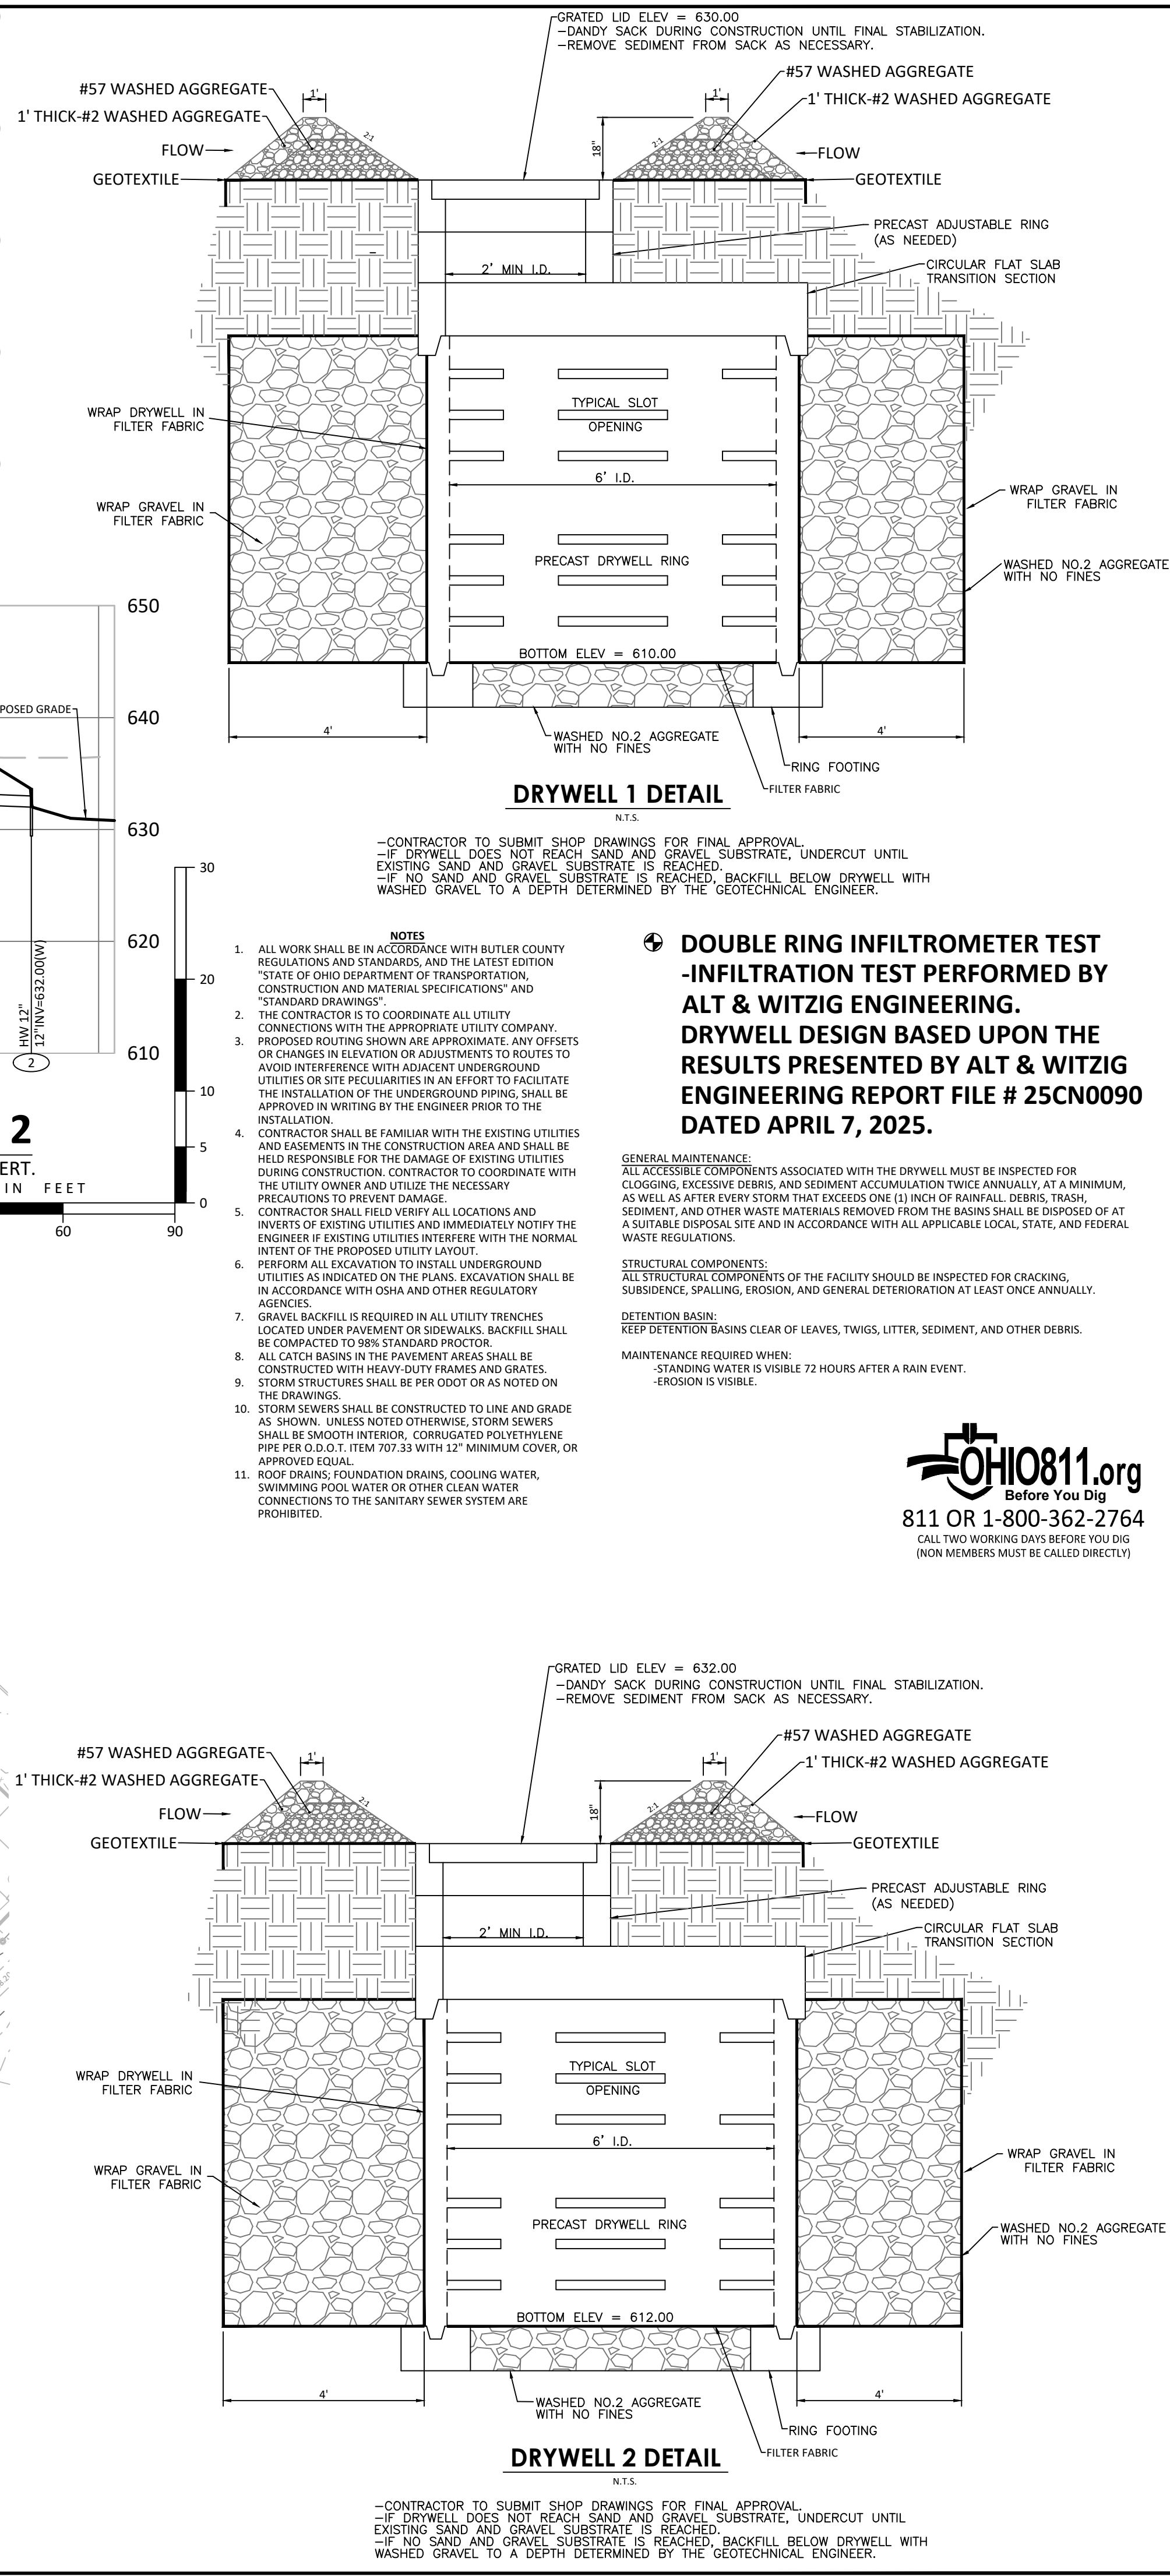 GRATED LID ELEV = 630.00
-DANDY SACK DURING CONSTRUCTION UNTIL FINAL STABILIZATION.
-REMOVE SEDIMENT FROM SACK AS NECESSARY.
#57 WASHED AGGREGATE
1' THICK-#2 WASHED AGGREGATE
FLOW
GEOTEXTILE
1'
2:1
18"
1'
2:1
#57 WASHED AGGREGATE
1' THICK-#2 WASHED AGGREGATE
FLOW
GEOTEXTILE
PRECAST ADJUSTABLE RING
(AS NEEDED)
CIRCULAR FLAT SLAB
TRANSITION SECTION
2' MIN I.D.
TYPICAL SLOT
OPENING
WRAP DRYWELL IN
FILTER FABRIC
6' I.D.
WRAP GRAVEL IN
FILTER FABRIC
WRAP GRAVEL IN
FILTER FABRIC
PRECAST DRYWELL RING
WASHED NO.2 AGGREGATE
WITH NO FINES
BOTTOM ELEV = 610.00
4'
4'
WASHED NO.2 AGGREGATE
WITH NO FINES
RING FOOTING
FILTER FABRIC
DRYWELL 1 DETAIL
N.T.S.
-CONTRACTOR TO SUBMIT SHOP DRAWINGS FOR FINAL APPROVAL.
-IF DRYWELL DOES NOT REACH SAND AND GRAVEL SUBSTRATE, UNDERCUT UNTIL
EXISTING SAND AND GRAVEL SUBSTRATE IS REACHED.
-IF NO SAND AND GRAVEL SUBSTRATE IS REACHED, BACKFILL BELOW DRYWELL WITH
WASHED GRAVEL TO A DEPTH DETERMINED BY THE GEOTECHNICAL ENGINEER.
650
POSED GRADE
640
630
620
610
HW 12"
12"INV=632.00(W)
2
2
ERT.
IN FEET
60
90
30
20
10
5
0
NOTES
1. ALL WORK SHALL BE IN ACCORDANCE WITH BUTLER COUNTY
REGULATIONS AND STANDARDS, AND THE LATEST EDITION
"STATE OF OHIO DEPARTMENT OF TRANSPORTATION,
CONSTRUCTION AND MATERIAL SPECIFICATIONS" AND
"STANDARD DRAWINGS".
2. THE CONTRACTOR IS TO COORDINATE ALL UTILITY
CONNECTIONS WITH THE APPROPRIATE UTILITY COMPANY.
3. PROPOSED ROUTING SHOWN ARE APPROXIMATE. ANY OFFSETS
OR CHANGES IN ELEVATION OR ADJUSTMENTS TO ROUTES TO
AVOID INTERFERENCE WITH ADJACENT UNDERGROUND
UTILITIES OR SITE PECULIARITIES IN AN EFFORT TO FACILITATE
THE INSTALLATION OF THE UNDERGROUND PIPING, SHALL BE
APPROVED IN WRITING BY THE ENGINEER PRIOR TO THE
INSTALLATION.
4. CONTRACTOR SHALL BE FAMILIAR WITH THE EXISTING UTILITIES
AND EASEMENTS IN THE CONSTRUCTION AREA AND SHALL BE
HELD RESPONSIBLE FOR THE DAMAGE OF EXISTING UTILITIES
DURING CONSTRUCTION. CONTRACTOR TO COORDINATE WITH
THE UTILITY OWNER AND UTILIZE THE NECESSARY
PRECAUTIONS TO PREVENT DAMAGE.
5. CONTRACTOR SHALL FIELD VERIFY ALL LOCATIONS AND
INVERTS OF EXISTING UTILITIES AND IMMEDIATELY NOTIFY THE
ENGINEER IF EXISTING UTILITIES INTERFERE WITH THE NORMAL
INTENT OF THE PROPOSED UTILITY LAYOUT.
6. PERFORM ALL EXCAVATION TO INSTALL UNDERGROUND
UTILITIES AS INDICATED ON THE PLANS. EXCAVATION SHALL BE
IN ACCORDANCE WITH OSHA AND OTHER REGULATORY
AGENCIES.
7. GRAVEL BACKFILL IS REQUIRED IN ALL UTILITY TRENCHES
LOCATED UNDER PAVEMENT OR SIDEWALKS. BACKFILL SHALL
BE COMPACTED TO 98% STANDARD PROCTOR.
8. ALL CATCH BASINS IN THE PAVEMENT AREAS SHALL BE
CONSTRUCTED WITH HEAVY-DUTY FRAMES AND GRATES.
9. STORM STRUCTURES SHALL BE PER ODOT OR AS NOTED ON
THE DRAWINGS.
10. STORM SEWERS SHALL BE CONSTRUCTED TO LINE AND GRADE
AS SHOWN. UNLESS NOTED OTHERWISE, STORM SEWERS
SHALL BE SMOOTH INTERIOR, CORRUGATED POLYETHYLENE
PIPE PER O.D.O.T. ITEM 707.33 WITH 12" MINIMUM COVER, OR
APPROVED EQUAL.
11. ROOF DRAINS; FOUNDATION DRAINS, COOLING WATER,
SWIMMING POOL WATER OR OTHER CLEAN WATER
CONNECTIONS TO THE SANITARY SEWER SYSTEM ARE
PROHIBITED.
DOUBLE RING INFILTROMETER TEST
-INFILTRATION TEST PERFORMED BY
ALT & WITZIG ENGINEERING.
DRYWELL DESIGN BASED UPON THE
RESULTS PRESENTED BY ALT & WITZIG
ENGINEERING REPORT FILE # 25CN0090
DATED APRIL 7, 2025.
GENERAL MAINTENANCE:
ALL ACCESSIBLE COMPONENTS ASSOCIATED WITH THE DRYWELL MUST BE INSPECTED FOR
CLOGGING, EXCESSIVE DEBRIS, AND SEDIMENT ACCUMULATION TWICE ANNUALLY, AT A MINIMUM,
AS WELL AS AFTER EVERY STORM THAT EXCEEDS ONE (1) INCH OF RAINFALL. DEBRIS, TRASH,
SEDIMENT, AND OTHER WASTE MATERIALS REMOVED FROM THE BASINS SHALL BE DISPOSED OF AT
A SUITABLE DISPOSAL SITE AND IN ACCORDANCE WITH ALL APPLICABLE LOCAL, STATE, AND FEDERAL
WASTE REGULATIONS.
STRUCTURAL COMPONENTS:
ALL STRUCTURAL COMPONENTS OF THE FACILITY SHOULD BE INSPECTED FOR CRACKING,
SUBSIDENCE, SPALLING, EROSION, AND GENERAL DETERIORATION AT LEAST ONCE ANNUALLY.
DETENTION BASIN:
KEEP DETENTION BASINS CLEAR OF LEAVES, TWIGS, LITTER, SEDIMENT, AND OTHER DEBRIS.
MAINTENANCE REQUIRED WHEN:
-STANDING WATER IS VISIBLE 72 HOURS AFTER A RAIN EVENT.
-EROSION IS VISIBLE.
OHIO811.org
Before You Dig
811 OR 1-800-362-2764
CALL TWO WORKING DAYS BEFORE YOU DIG
(NON MEMBERS MUST BE CALLED DIRECTLY)
GRATED LID ELEV = 632.00
-DANDY SACK DURING CONSTRUCTION UNTIL FINAL STABILIZATION.
-REMOVE SEDIMENT FROM SACK AS NECESSARY.
#57 WASHED AGGREGATE
1' THICK-#2 WASHED AGGREGATE
FLOW
GEOTEXTILE
1'
2:1
18"
1'
2:1
#57 WASHED AGGREGATE
1' THICK-#2 WASHED AGGREGATE
FLOW
GEOTEXTILE
PRECAST ADJUSTABLE RING
(AS NEEDED)
CIRCULAR FLAT SLAB
TRANSITION SECTION
2' MIN I.D.
TYPICAL SLOT
OPENING
WRAP DRYWELL IN
FILTER FABRIC
6' I.D.
WRAP GRAVEL IN
FILTER FABRIC
WRAP GRAVEL IN
FILTER FABRIC
PRECAST DRYWELL RING
WASHED NO.2 AGGREGATE
WITH NO FINES
BOTTOM ELEV = 612.00
4'
4'
WASHED NO.2 AGGREGATE
WITH NO FINES
RING FOOTING
FILTER FABRIC
DRYWELL 2 DETAIL
N.T.S.
-CONTRACTOR TO SUBMIT SHOP DRAWINGS FOR FINAL APPROVAL.
-IF DRYWELL DOES NOT REACH SAND AND GRAVEL SUBSTRATE, UNDERCUT UNTIL
EXISTING SAND AND GRAVEL SUBSTRATE IS REACHED.
-IF NO SAND AND GRAVEL SUBSTRATE IS REACHED, BACKFILL BELOW DRYWELL WITH
WASHED GRAVEL TO A DEPTH DETERMINED BY THE GEOTECHNICAL ENGINEER.